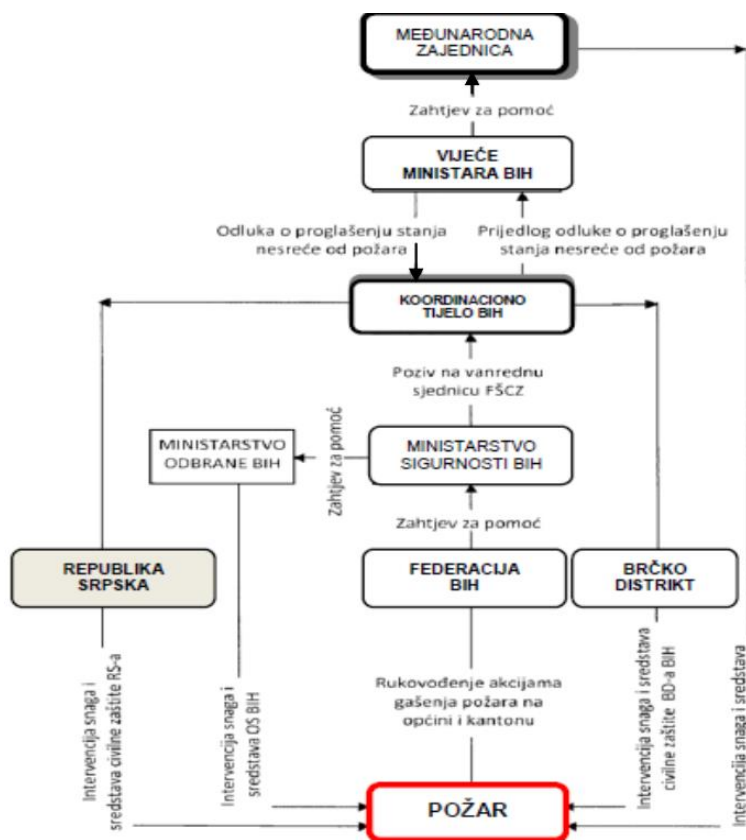 MEĐUNARODNA
ZAJEDNICA
Zahtjev za pomoć
VIJEĆE
MINISTARA BIH
Odluka o proglašenju stanja
nesreće od požara
Prijedlog odluke o proglašenju
stanja nesreće od požara
KOORDINACIONO
TIJELO BIH
Poziv na vanrednu
sjednicu FŠCZ
MINISTARSTVO
ODBRANE BIH
Zahtjev za pomoć
MINISTARSTVO
SIGURNOSTI BIH
Zahtjev za pomoć
REPUBLIKA
SRPSKA
FEDERACIJA
BIH
BRČKO
DISTRIKT
Intervencija snaga i
sredstava civilne zaštite RS-a
Intervencija snaga i
sredstava OS BIH
Rukovođenje akcijama
gašenja požara na
općini i kantonu
Intervencija snaga i sredstava
civilne zaštite BD-a BIH
Intervencija snaga i sredstava
POŽAR